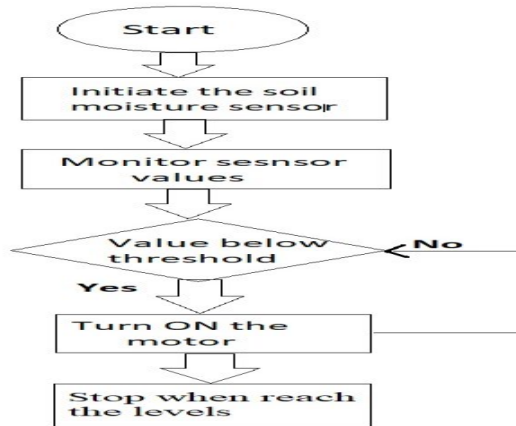 Start
Initiate the soil
moisture sensor
Monitor sesnsor
values
Value below
threshold
No
Yes
Turn ON the
motor
Stop when reach
the levels